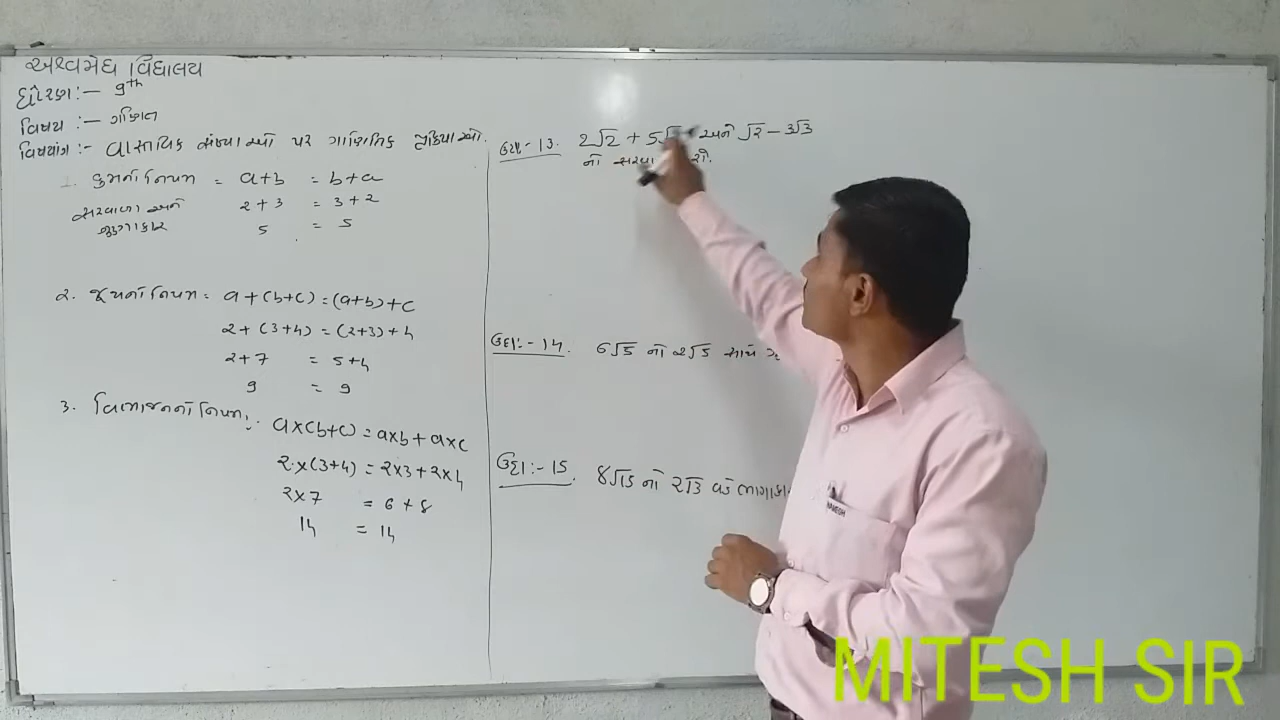 અશ્વમેઘ વિદ્યાલય
ધોરણ :- 9th
વિષય :- ગણિત
વિષયાંગ :- વાસ્તવિક સંખ્યાઓ પર ગાણિતિક પ્રક્રિયાઓ.
1. ક્રમનો નિયમ = a+b = b+a
સરવાળા અને 2+3 = 3+2
ગુણાકાર 5 = 5
૨. જૂથનો નિયમ = a+(b+c)=(a+b)+c
2+(3+4)=(2+3)+4
2+7 = 5+4
9 = 9
3. વિભાજનનો નિયમ :- a×(b+c)=a×b+a×c
2×(3+4)=2×3+2×4
2×7 = 6+8
14 = 14
ઉદા:- 13. 2√2 + 5 અને √2 - 3√3
નો
ઉદા:- 14. 6√5 નો 2√5 સાથે
ઉદા:- 15. 8√15 નો 2√3 વડે
MITESH SIR